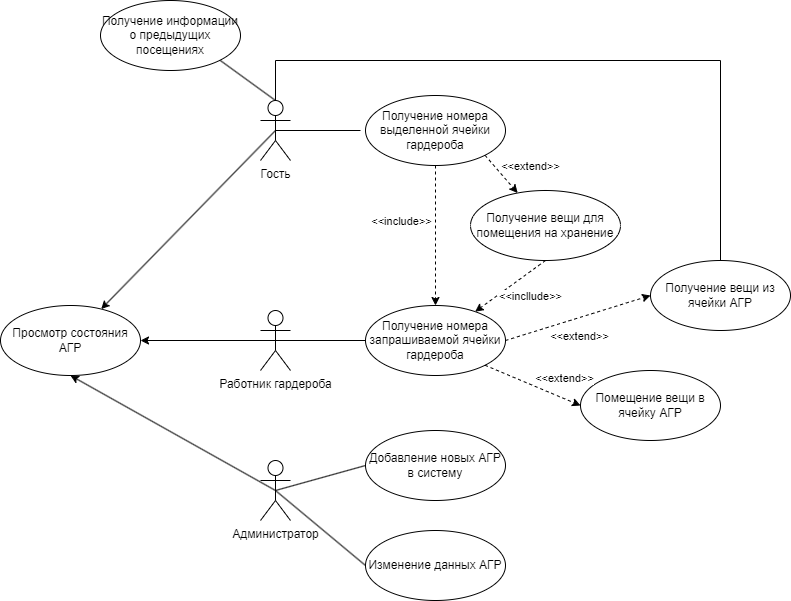 Получение информации
о предыдущих
посещениях
Получение номера
выделенной ячейки
гардероба
<<extend>>
Гость
<<include>>
Получение вещи для
помещения на хранение
Получение вещи из
ячейки АГР
<<incllude>>
Просмотр состояния
АГР
Получение номера
запрашиваемой ячейки
гардероба
<<extend>>
Работник гардероба
<<extend>>
Помещение вещи в
ячейку АГР
Добавление новых АГР
в систему
Администратор
Изменение данных АГР